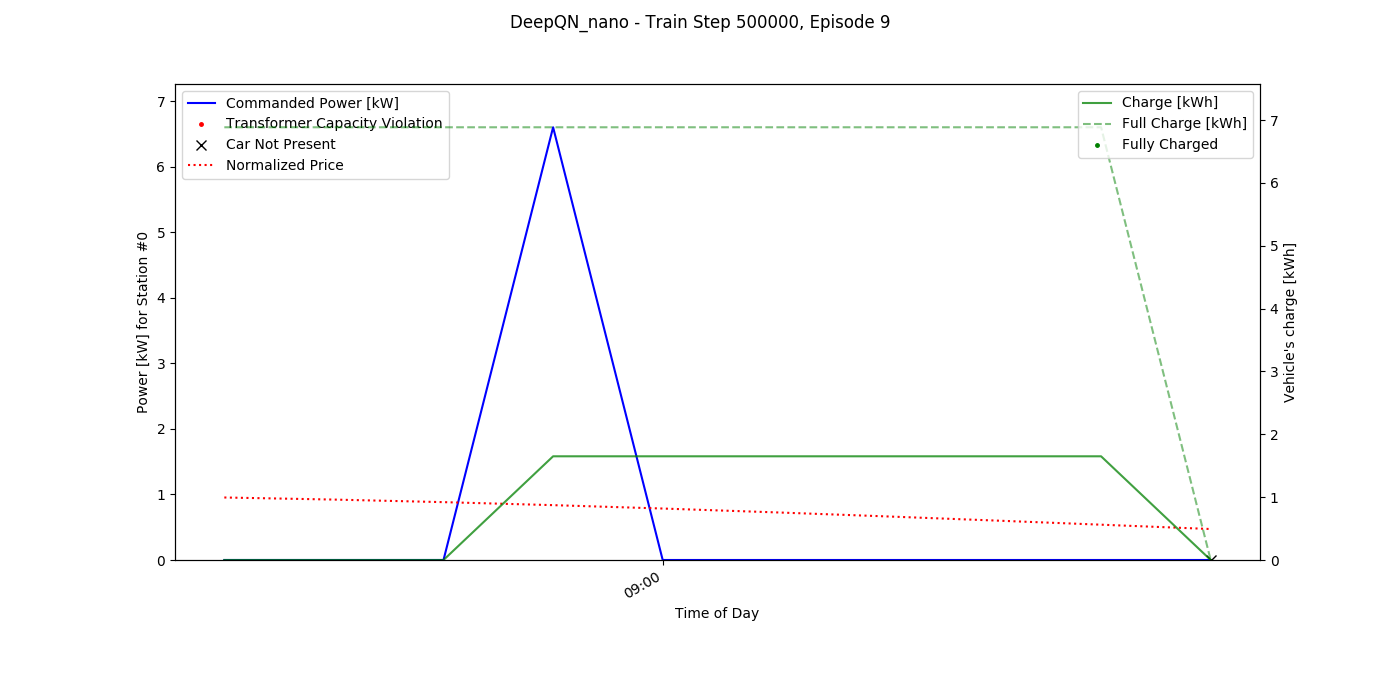 DeepQN_nano - Train Step 500000, Episode 9
Commanded Power [kW]
Transformer Capacity Violation
Car Not Present
Normalized Price
Charge [kWh]
Full Charge [kWh]
Fully Charged
Power [kW] for Station #0
7
6
5
4
3
2
1
0
Vehicle's charge [kWh]
7
6
5
4
3
2
1
0
09:00
Time of Day